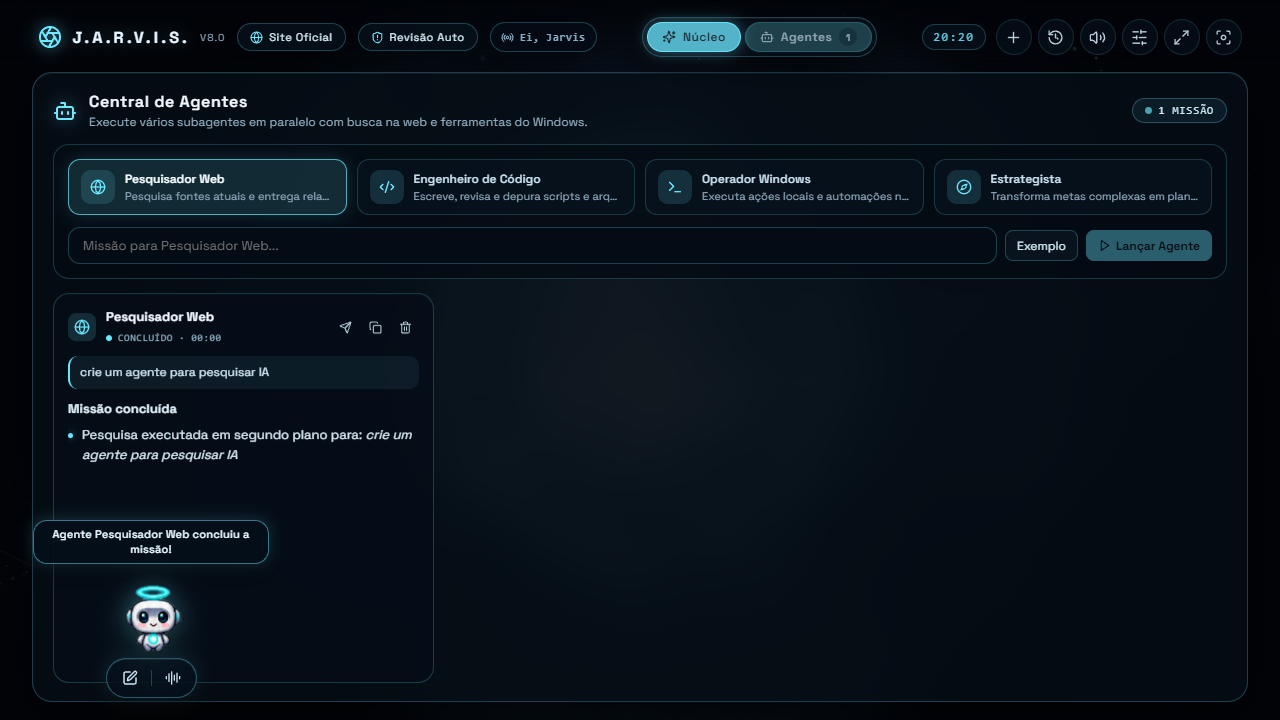 J.A.R.V.I.S. V8.0 Site Oficial Revisão Auto Ei, Jarvis Núcleo Agentes 1 20:20
Central de Agentes
Execute vários subagentes em paralelo com busca na web e ferramentas do Windows.
1 MISSÃO
Pesquisador Web
Pesquisa fontes atuais e entrega rela...
Engenheiro de Código
Escreve, revisa e depura scripts e arq...
Operador Windows
Executa ações locais e automações n...
Estrategista
Transforma metas complexas em plan...
Missão para Pesquisador Web...
Exemplo
Lançar Agente
Pesquisador Web
CONCLUÍDO · 00:00
crie um agente para pesquisar IA
Missão concluída
Pesquisa executada em segundo plano para: crie um
agente para pesquisar IA
Agente Pesquisador Web concluiu a
missão!